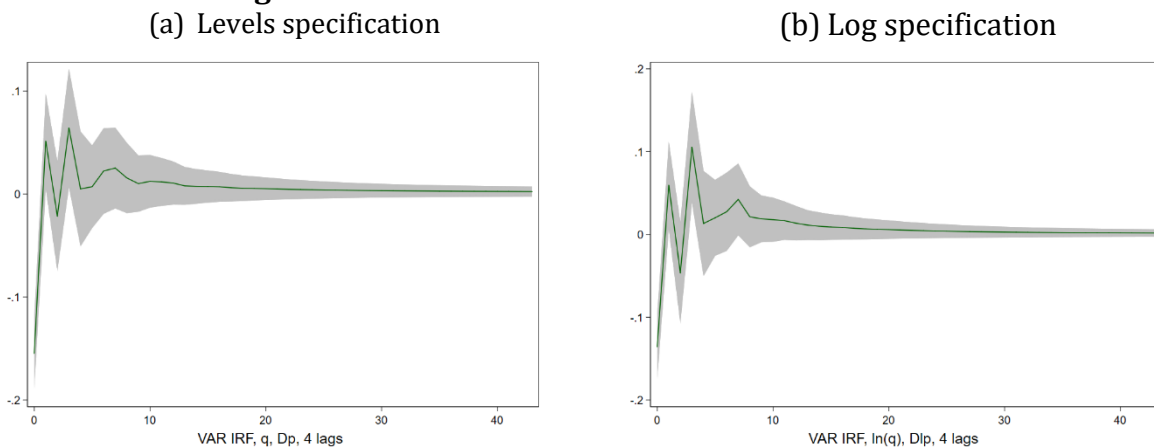 (a) Levels specification
(b) Log specification
.1
0
-.1
-.2
0 10 20 30 40
VAR IRF, q, Dp, 4 lags
.2
.1
0
-.1
-.2
0 10 20 30 40
VAR IRF, ln(q), Dlp, 4 lags